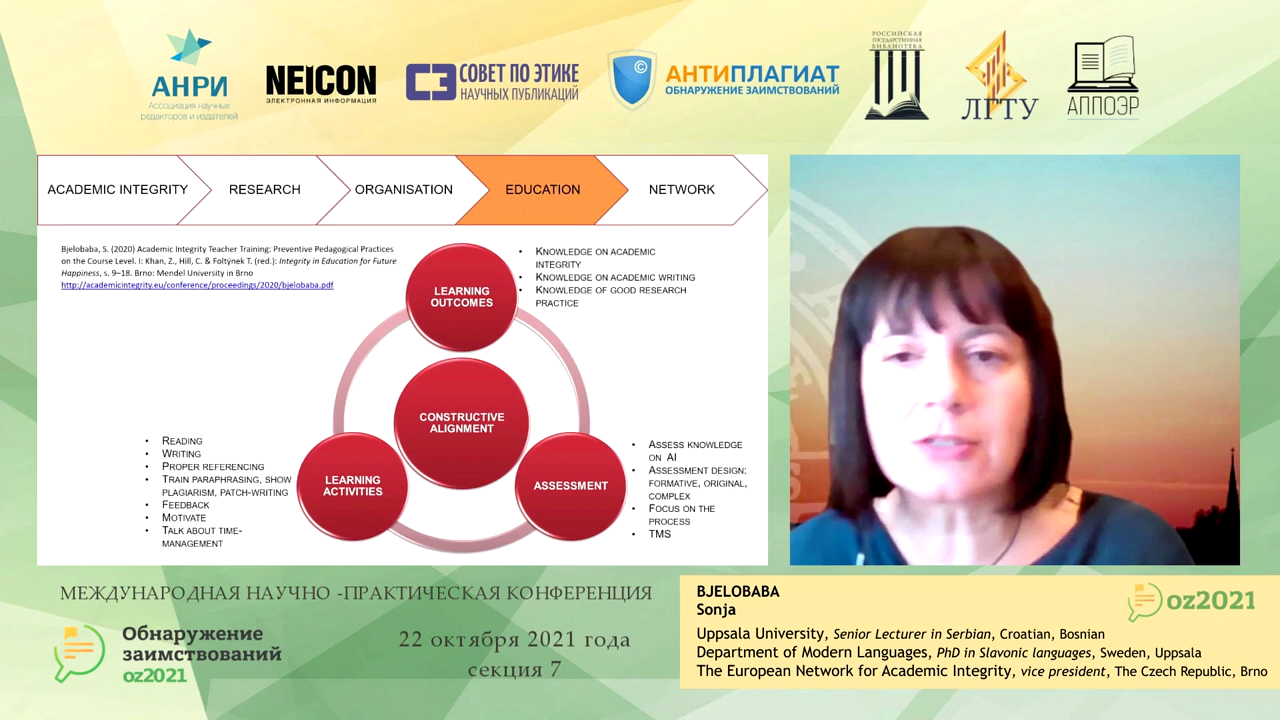 АНРИ
Ассоциация научных
редакторов и издателей
NEICON
ЭЛЕКТРОННАЯ ИНФОРМАЦИЯ
СЭ
СОВЕТ ПО ЭТИКЕ
НАУЧНЫХ ПУБЛИКАЦИЙ
©
АНТИПЛАГИАТ
ОБНАРУЖЕНИЕ ЗАИМСТВОВАНИЙ
РОССИЙСКАЯ
ГОСУДАРСТВЕННАЯ
БИБЛИОТЕКА
ЛГТУ
АППОЭР
ACADEMIC INTEGRITY
RESEARCH
ORGANISATION
EDUCATION
NETWORK
Bjelobaba, S. (2020) Academic Integrity Teacher Training: Preventive Pedagogical Practices
on the Course Level. I: Khan, Z., Hill, C. & Foltýnek T. (red.): Integrity in Education for Future
Happiness, s. 9–18. Brno: Mendel University in Brno
http://academicintegrity.eu/conference/proceedings/2020/bjelobaba.pdf
LEARNING
OUTCOMES
• KNOWLEDGE ON ACADEMIC
INTEGRITY
• KNOWLEDGE ON ACADEMIC WRITING
• KNOWLEDGE OF GOOD RESEARCH
PRACTICE
CONSTRUCTIVE
ALIGNMENT
• READING
• WRITING
• PROPER REFERENCING
• TRAIN PARAPHRASING, SHOW
PLAGIARISM, PATCH-WRITING
• FEEDBACK
• MOTIVATE
• TALK ABOUT TIME-
MANAGEMENT
LEARNING
ACTIVITIES
ASSESSMENT
• ASSESS KNOWLEDGE
ON AI
• ASSESSMENT DESIGN:
FORMATIVE, ORIGINAL,
COMPLEX
• FOCUS ON THE
PROCESS
• TMS
МЕЖДУНАРОДНАЯ НАУЧНО -ПРАКТИЧЕСКАЯ КОНФЕРЕНЦИЯ
Обнаружение
заимствований
oz2021
22 октября 2021 года
секция 7
BJELOBABA
Sonja
oz2021
Uppsala University, Senior Lecturer in Serbian, Croatian, Bosnian
Department of Modern Languages, PhD in Slavonic languages, Sweden, Uppsala
The European Network for Academic Integrity, vice president, The Czech Republic, Brno